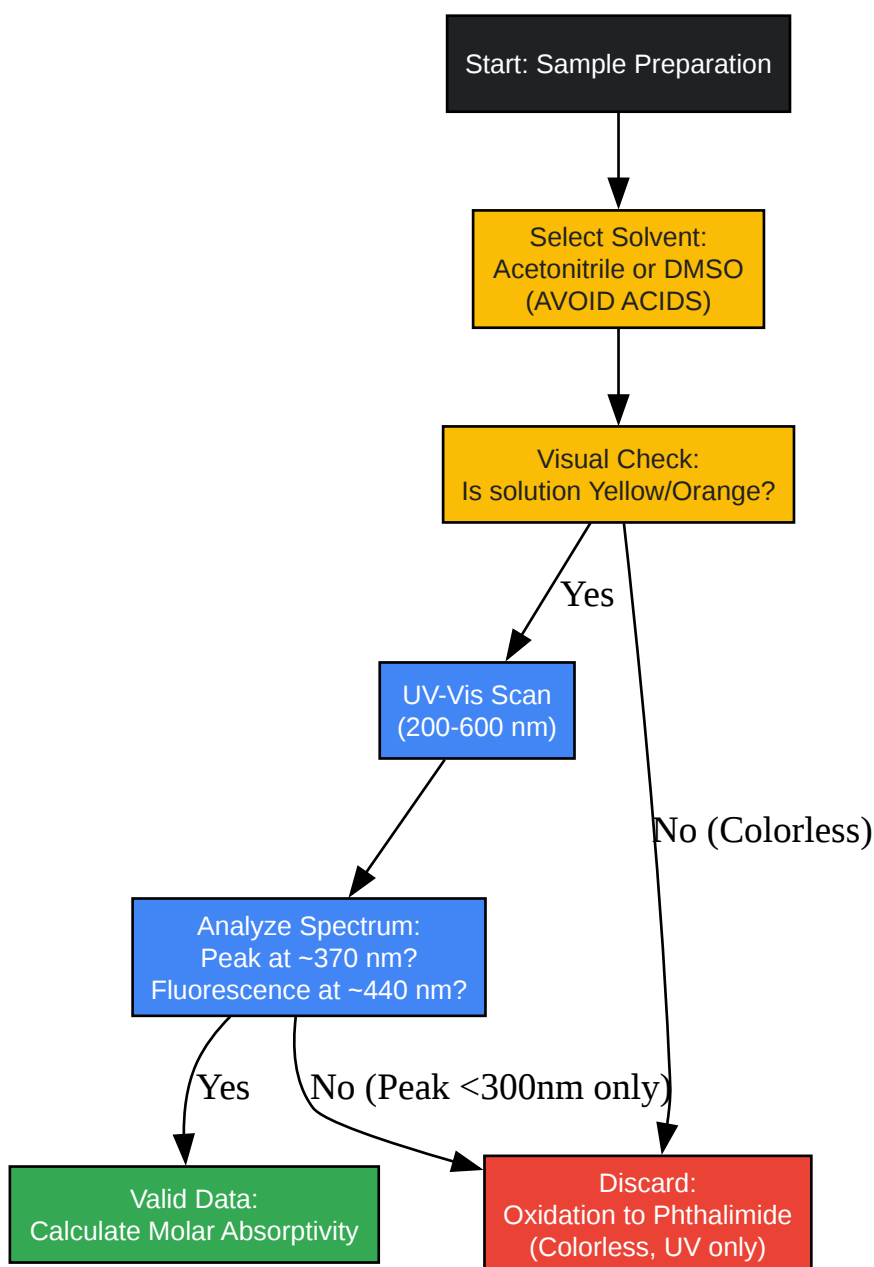 Start: Sample Preparation
Select Solvent:
Acetonitrile or DMSO
(AVOID ACIDS)
Visual Check:
Is solution Yellow/Orange?
Yes
UV-Vis Scan
(200-600 nm)
No (Colorless)
Analyze Spectrum:
Peak at ~370 nm?
Fluorescence at ~440 nm?
Yes
No (Peak <300nm only)
Valid Data:
Calculate Molar Absorptivity
Discard:
Oxidation to Phthalimide
(Colorless, UV only)